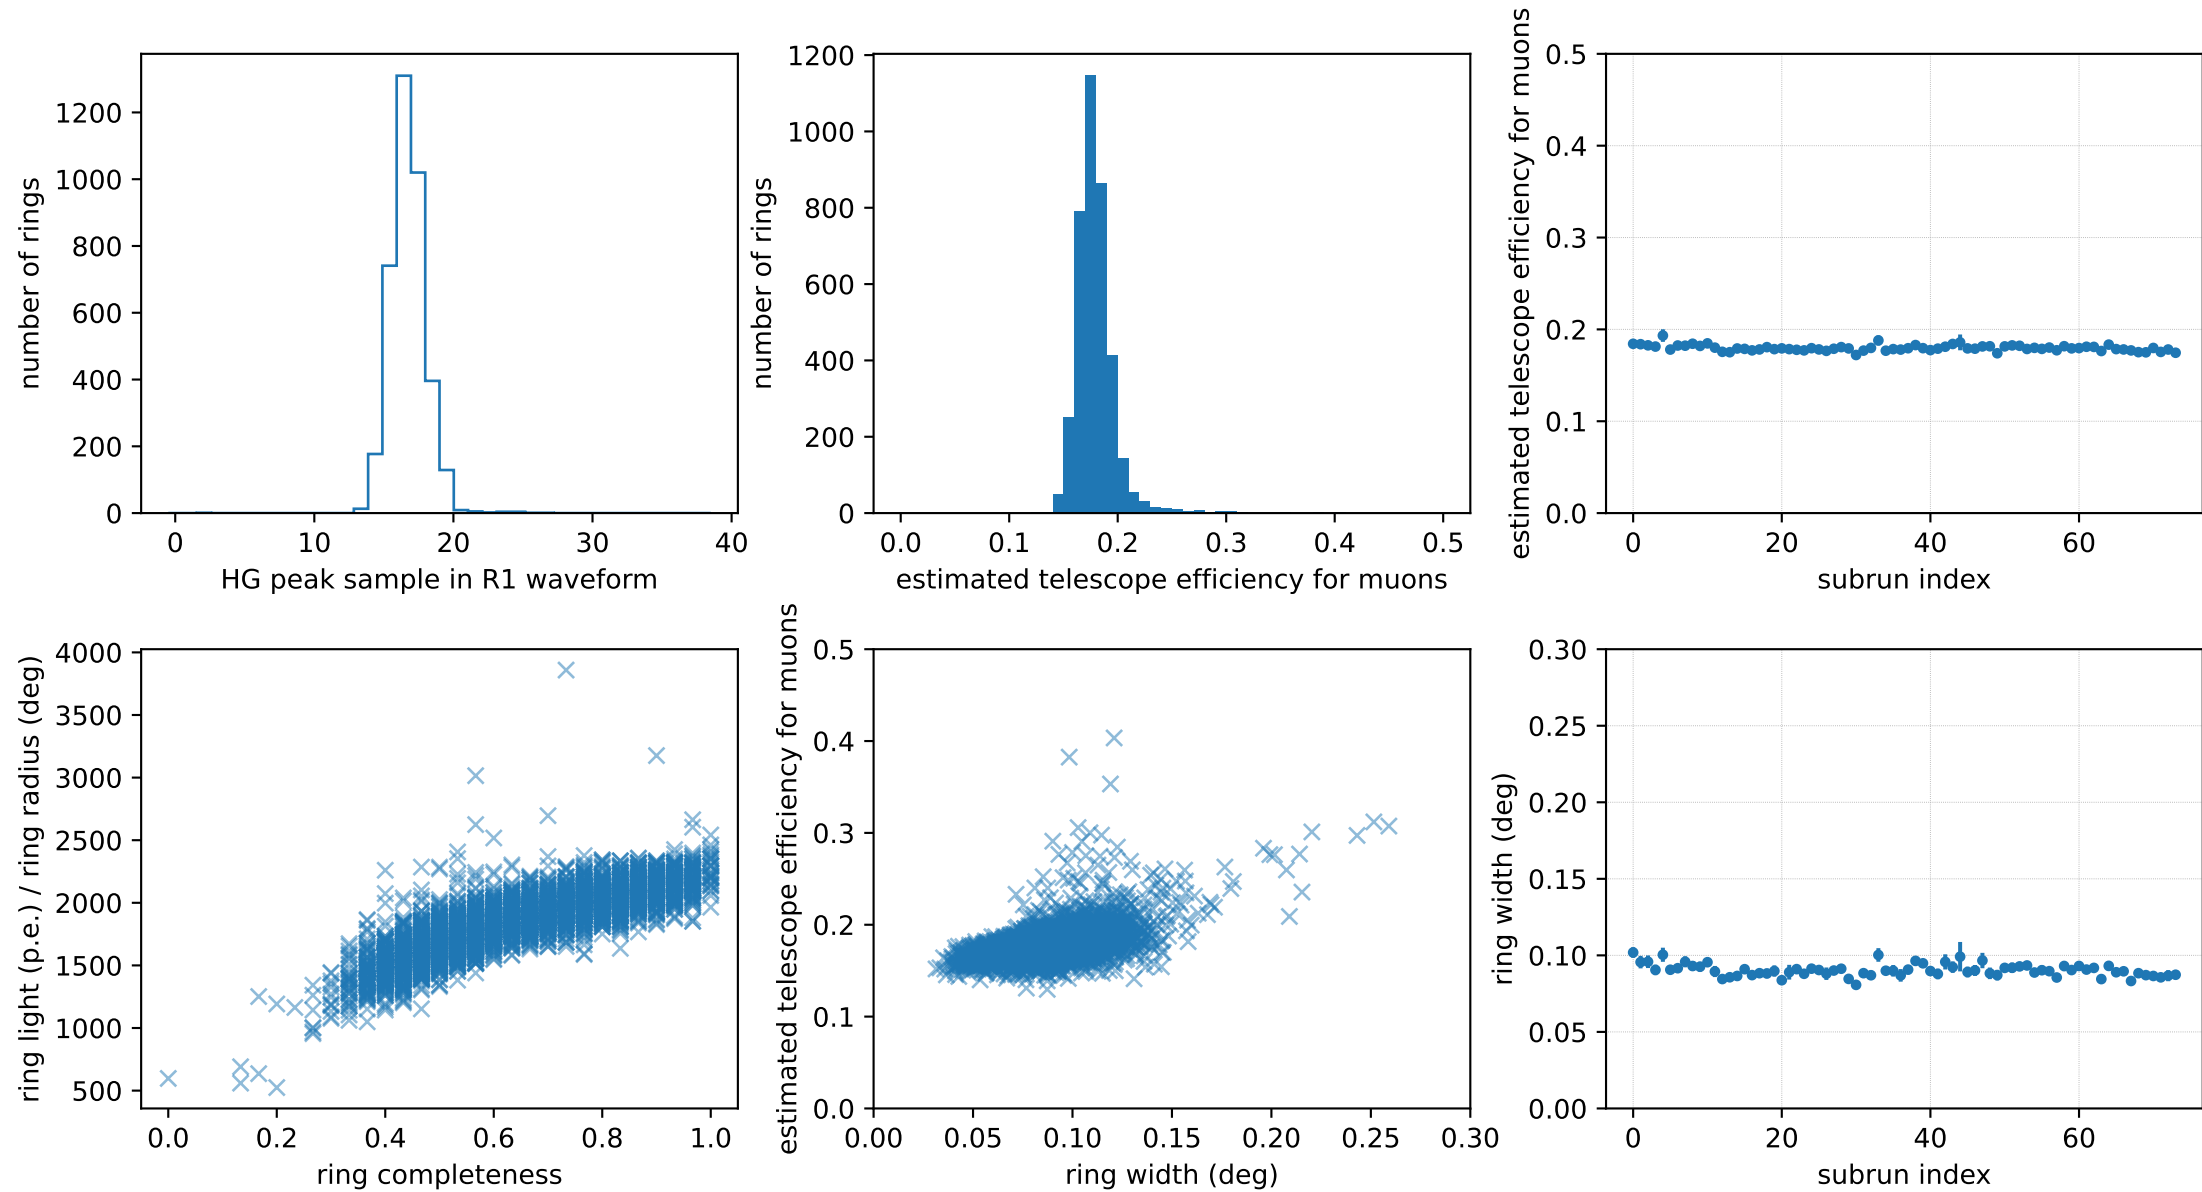 number of rings
1200
1000
800
600
400
200
0
0 10 20 30 40
HG peak sample in R1 waveform
number of rings
1200
1000
800
600
400
200
0
0.0 0.1 0.2 0.3 0.4 0.5
estimated telescope efficiency for muons
estimated telescope efficiency for muons
0.5
0.4
0.3
0.2
0.1
0.0
0 20 40 60
subrun index
ring light (p.e.) / ring radius (deg)
4000
3500
3000
2500
2000
1500
1000
500
0.0 0.2 0.4 0.6 0.8 1.0
ring completeness
estimated telescope efficiency for muons
0.5
0.4
0.3
0.2
0.1
0.0
0.00 0.05 0.10 0.15 0.20 0.25 0.30
ring width (deg)
ring width (deg)
0.30
0.25
0.20
0.15
0.10
0.05
0.00
0 20 40 60
subrun index